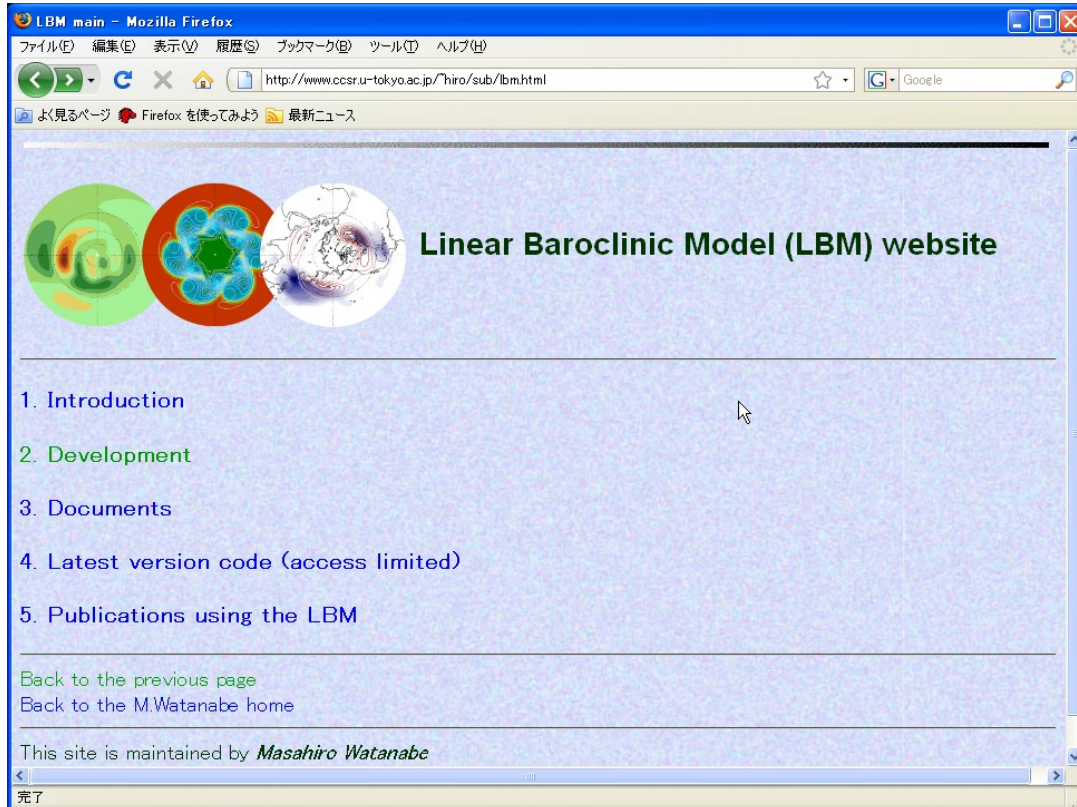 LBM main - Mozilla Firefox
ファイル(F) 編集(E) 表示(V) 履歴(S) ブックマーク(B) ツール(T) ヘルプ(H)
http://www.ccsr.u-tokyo.ac.jp/~hiro/sub/lbm.html
G Google
よく見るページ Firefox を使ってみよう 最新ニュース
Linear Baroclinic Model (LBM) website
1. Introduction
2. Development
3. Documents
4. Latest version code (access limited)
5. Publications using the LBM
Back to the previous page
Back to the M.Watanabe home
This site is maintained by Masahiro Watanabe
完了